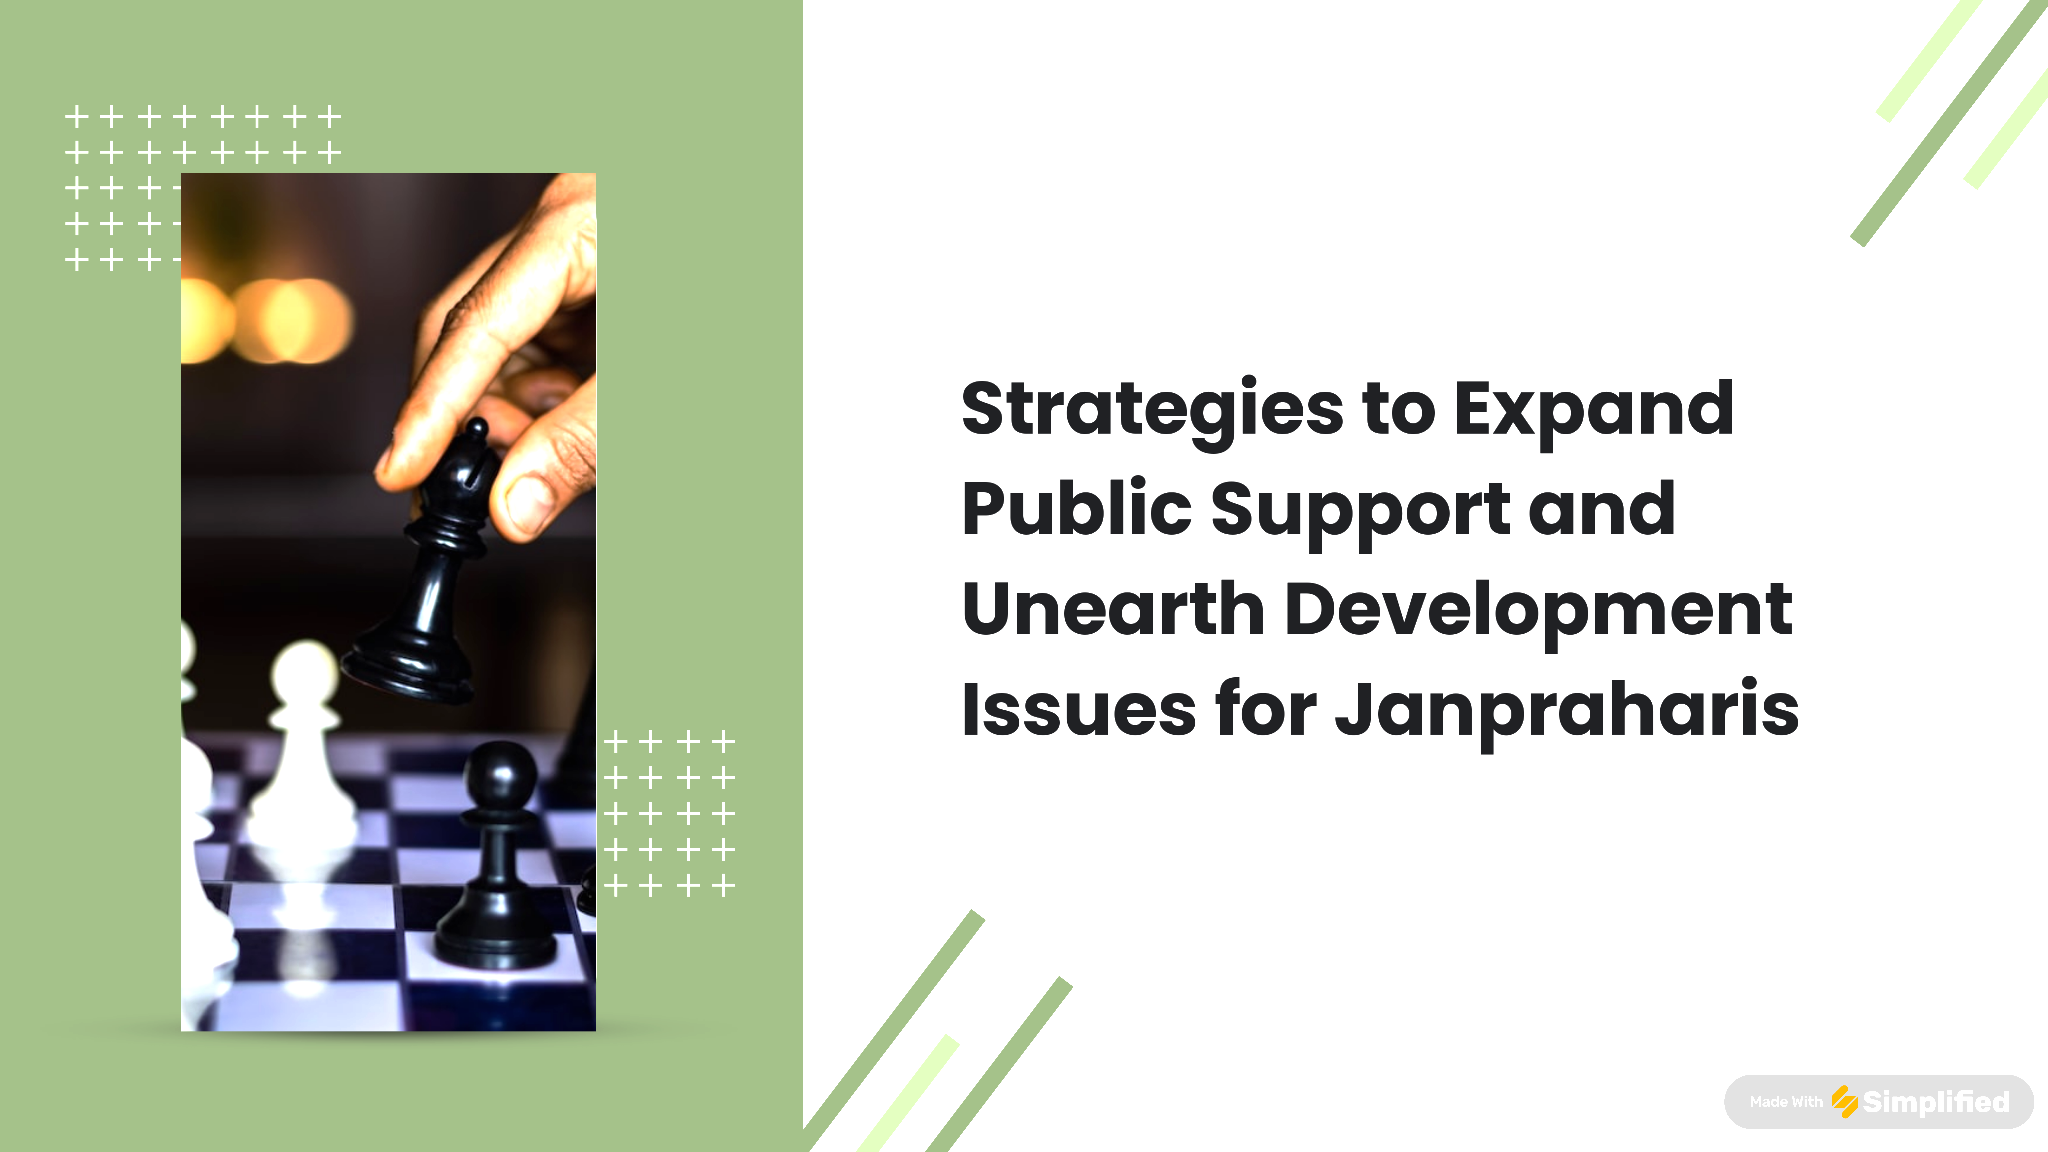 Strategies to Expand
Public Support and
Unearth Development
Issues for Janpraharis
Made With Simplified